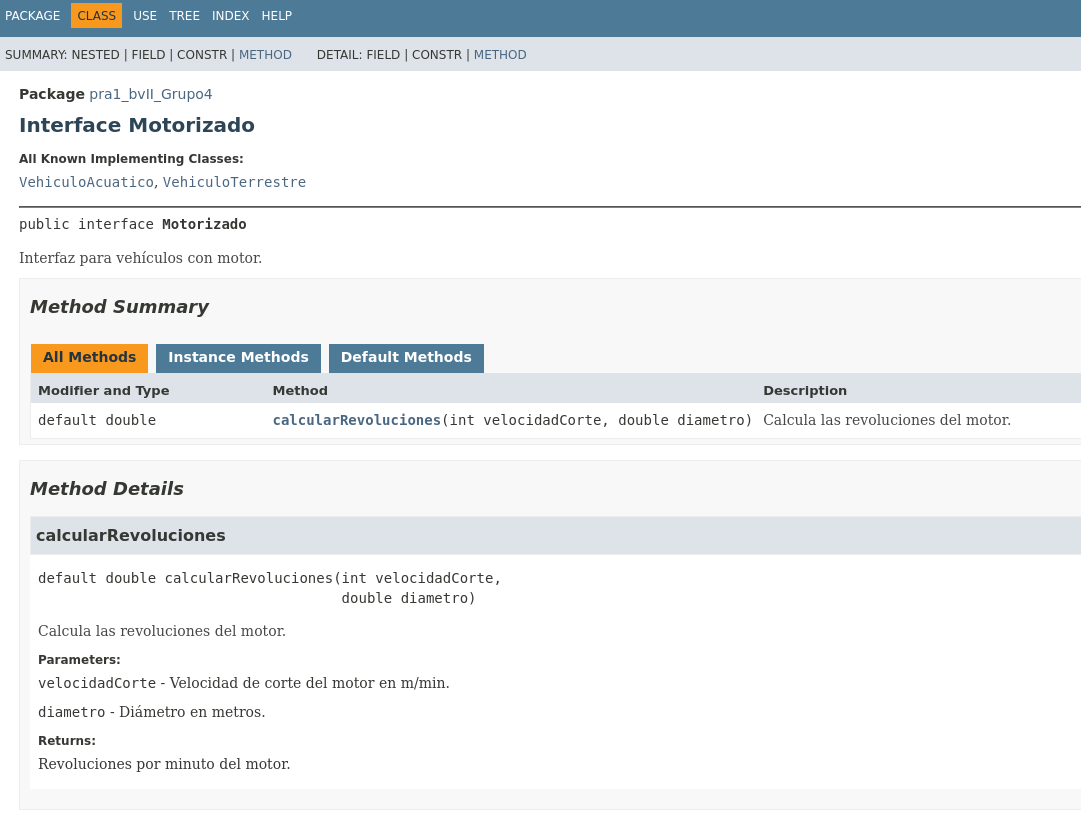 PACKAGE CLASS USE TREE INDEX HELP
SUMMARY: NESTED | FIELD | CONSTR | METHOD DETAIL: FIELD | CONSTR | METHOD
Package pra1_bvII_Grupo4
Interface Motorizado
All Known Implementing Classes:
VehiculoAcuatico, VehiculoTerrestre
public interface Motorizado
Interfaz para vehículos con motor.
Method Summary
All Methods Instance Methods Default Methods
Modifier and Type Method Description
default double calcularRevoluciones(int velocidadCorte, double diametro) Calcula las revoluciones del motor.
Method Details
calcularRevoluciones
default double calcularRevoluciones(int velocidadCorte,
double diametro)
Calcula las revoluciones del motor.
Parameters:
velocidadCorte - Velocidad de corte del motor en m/min.
diametro - Diámetro en metros.
Returns:
Revoluciones por minuto del motor.